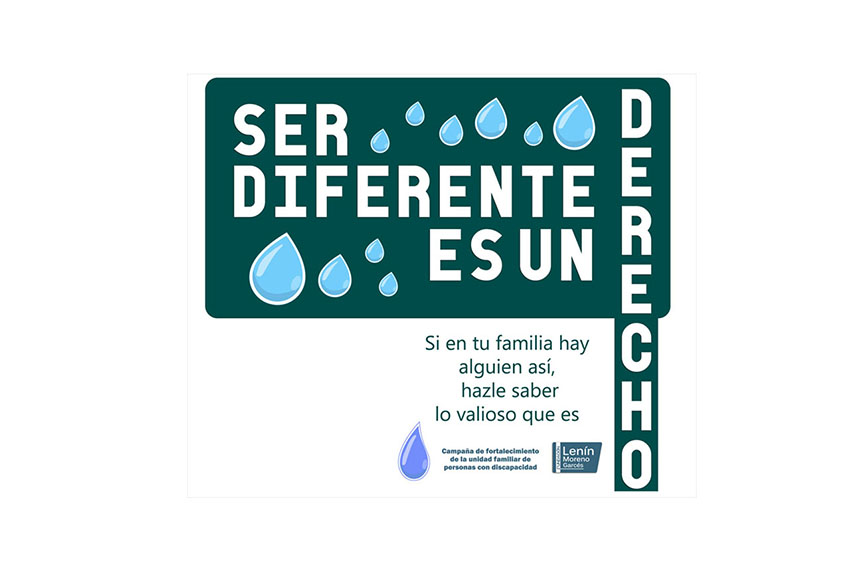 SER
DIFERENTE
ES UN
DERECHO
Si en tu familia hay
alguien así,
hazle saber
lo valioso que es
Campaña de fortalecimiento
de la unidad familiar de
personas con discapacidad
FUNDACIÓN
Lenín
Moreno
Garcés